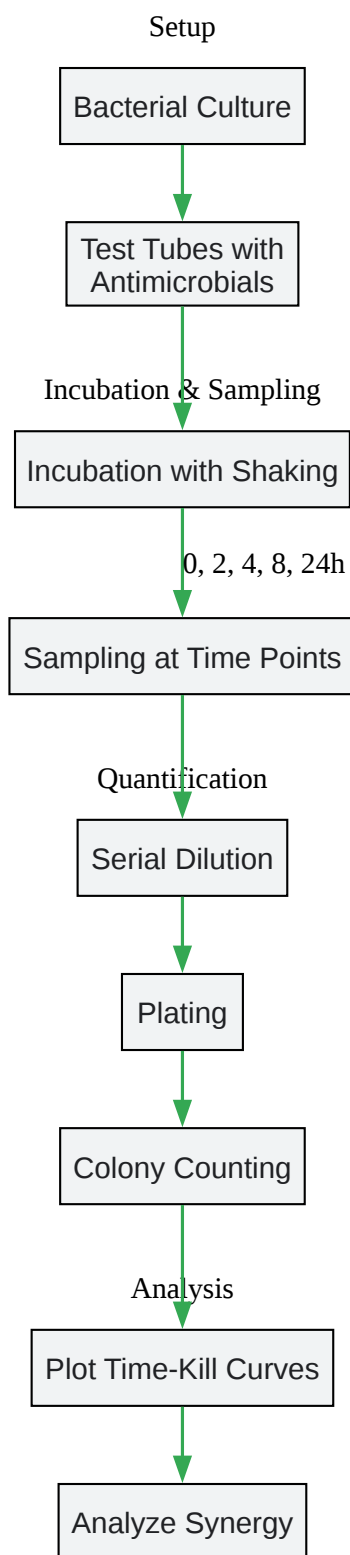 Setup
Bacterial Culture
Test Tubes with
Antimicrobials
Incubation & Sampling
Incubation with Shaking
0, 2, 4, 8, 24h
Sampling at Time Points
Quantification
Serial Dilution
Plating
Colony Counting
Analysis
Plot Time-Kill Curves
Analyze Synergy